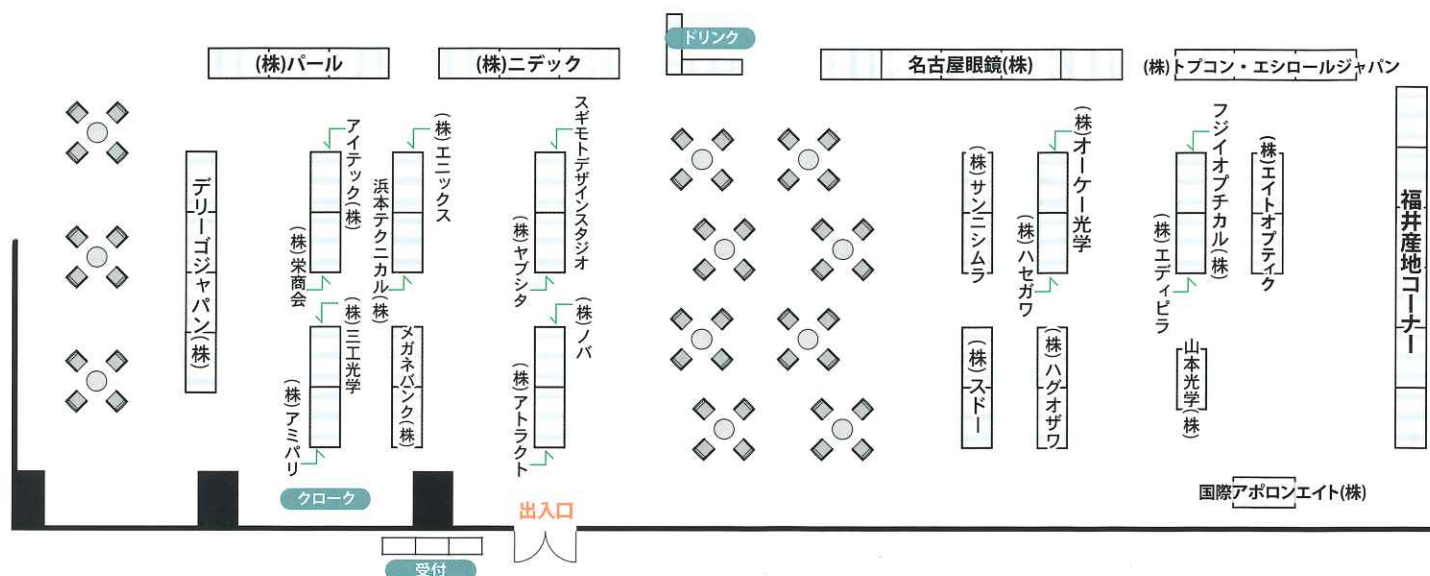 ドリンク
(株)パール
(株)ニデック
名古屋眼鏡(株)
(株)トプコン・エシロールジャパン
デリーゴジャパン(株)
アイテック(株)
(株)栄商会
(株)エニックス
浜本テクニカル(株)
スギモトデザインスタジオ
(株)ヤブシタ
(株)サンニシムラ
(株)オーケー光学
(株)ハセガワ
フジイオプチカル(株)
(株)エディピラ
(株)エイトオプティク
福井産地コーナー
(株)三工光学
(株)アミパリ
メガネバンク(株)
(株)ノバ
(株)アトラクト
(株)スドー
(株)ハグオザワ
山本光学(株)
クローク
出入口
国際アポロンエイト(株)
受付